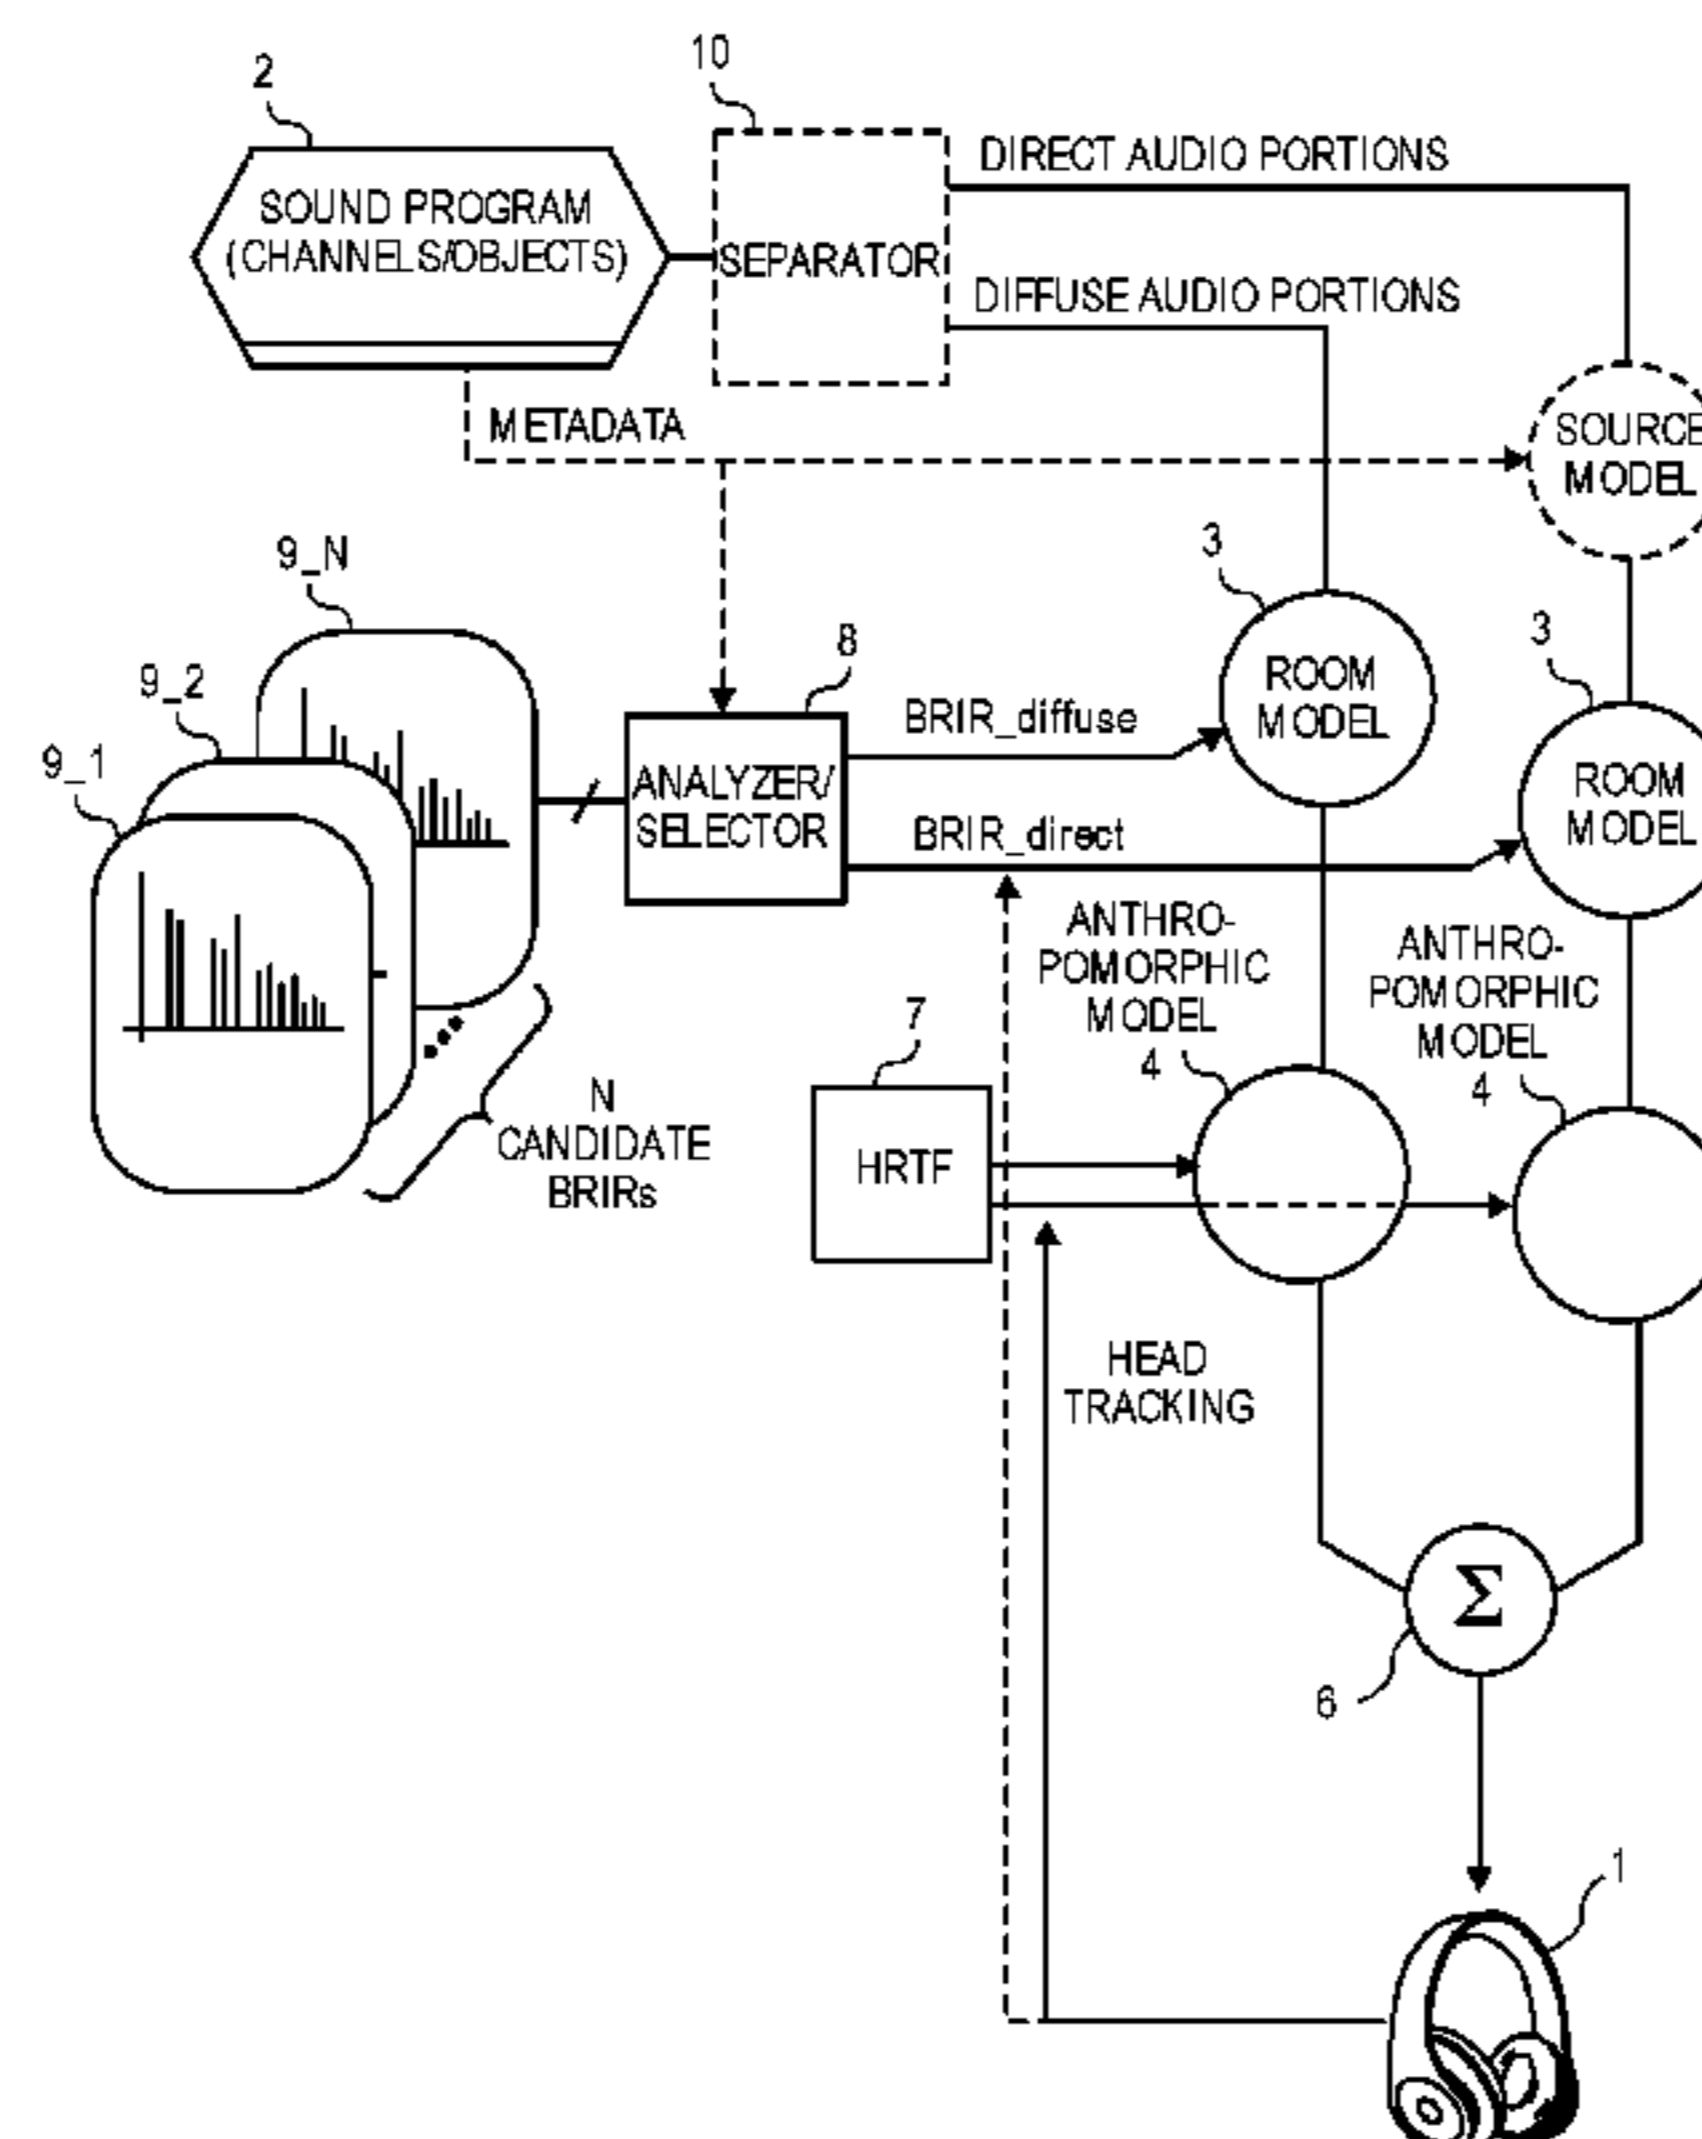 2
10
DIRECT AUDIO PORTIONS
SOUND PROGRAM
(CHANNELS/OBJECTS)
SEPARATOR
DIFFUSE AUDIO PORTIONS
METADATA
SOURCE
MODEL
9_N
3
8
3
9_2
9_1
ROOM
MODEL
BRIR_diffuse
ANALYZER/
SELECTOR
ROOM
MODEL
BRIR_direct
ANTHRO-
POMORPHIC
MODEL
4
ANTHRO-
POMORPHIC
MODEL
4
7
N
CANDIDATE
BRIRs
HRTF
HEAD
TRACKING
Σ
6
1